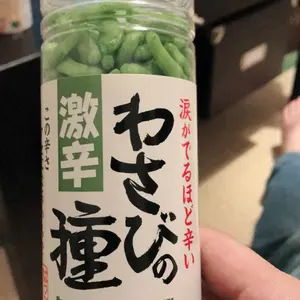 涙がでるほど辛い
わさびの
種
激辛
この辛さ